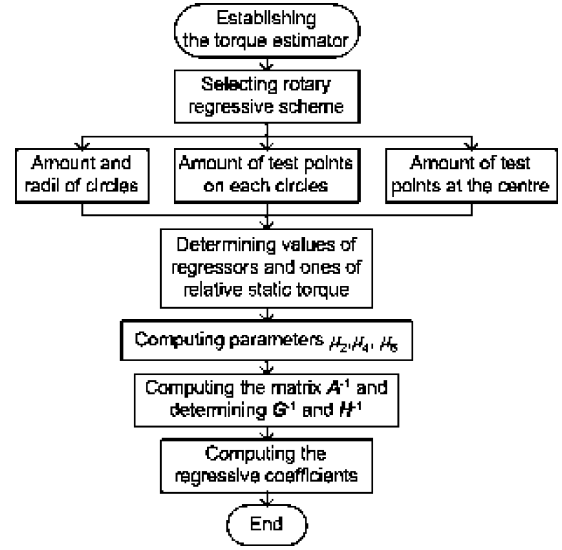 Establishing
the torque estimator
Selecting rotary
regressive scheme
Amount and
radii of circles
Amount of test points
on each circles
Amount of test
points at the centre
Determining values of
regressors and ones of
relative static torque
Computing parameters μ₂,μ₄, μ₆
Computing the matrix A⁻¹ and
determining G⁻¹ and H⁻¹
Computing the
regressive coefficients
End